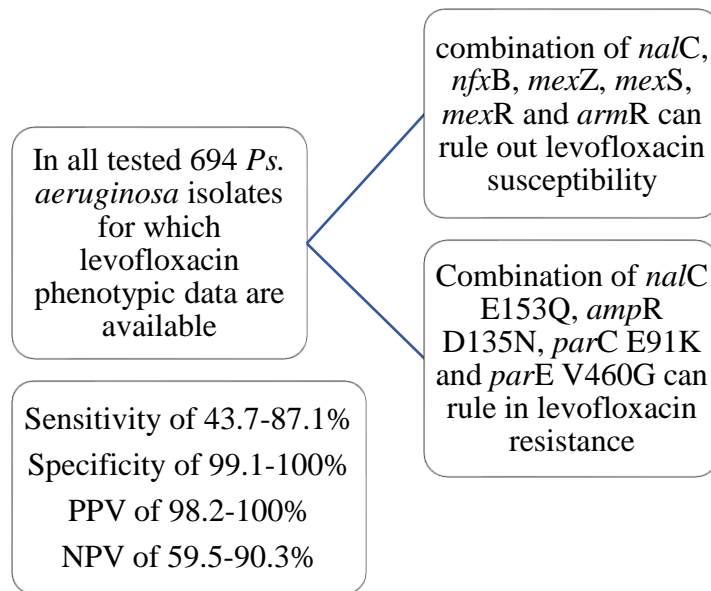 In all tested 694 Ps.
aeruginosa isolates
for which
levofloxacin
phenotypic data are
available
combination of nalC,
nfxB, mexZ, mexS,
mexR and armR can
rule out levofloxacin
susceptibility
Combination of nalC
E153Q, ampR
D135N, parC E91K
and parE V460G can
rule in levofloxacin
resistance
Sensitivity of 43.7-87.1%
Specificity of 99.1-100%
PPV of 98.2-100%
NPV of 59.5-90.3%